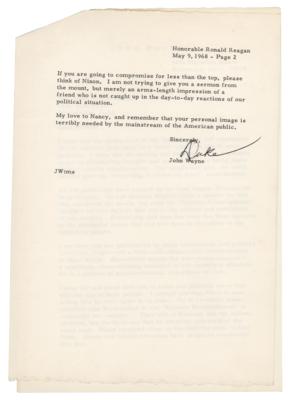 Honorable Ronald Reagan
May 9, 1968 - Page 2
If you are going to compromise for less than the top, please
think of Nixon. I am not trying to give you a sermon from
the mount, but merely an arms-length impression of a
friend who is not caught up in the day-to-day reactions of our
political situation.
My love to Nancy, and remember that your personal image is
terribly needed by the mainstream of the American public.
Sincerely,
Duke
John Wayne
JW:ms